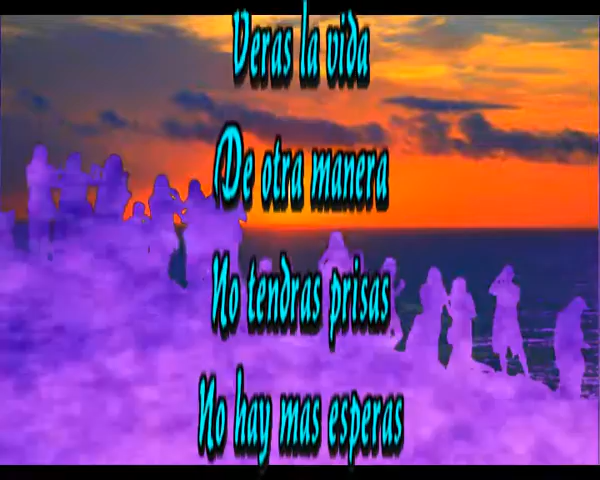 Veras la vida
De otra manera
No tendras prisas
No hay mas esperas